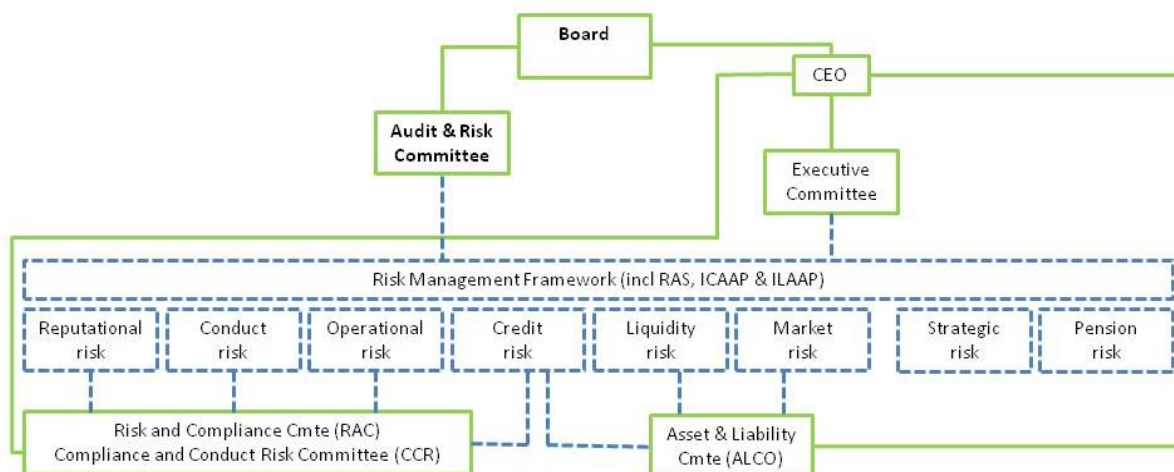 Board
CEO
Audit & Risk
Committee
Executive
Committee
Risk Management Framework (incl RAS, ICAAP & ILAAP)
Reputational
risk
Conduct
risk
Operational
risk
Credit
risk
Liquidity
risk
Market
risk
Strategic
risk
Pension
risk
Risk and Compliance Cmte (RAC)
Compliance and Conduct Risk Committee (CCR)
Asset & Liability
Cmte (ALCO)